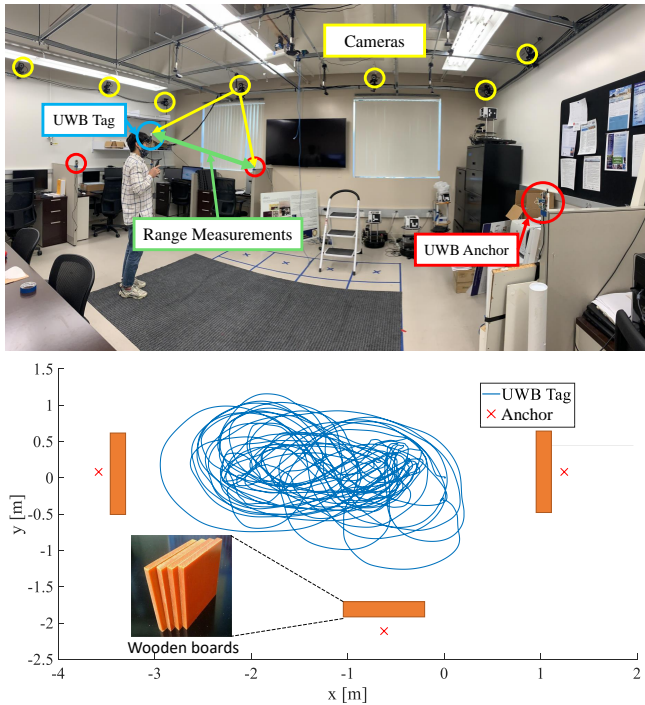 Cameras
UWB Tag
Range Measurements
UWB Anchor
1.5
1
0.5
0
-0.5
-1
-1.5
-2
-2.5
y [m]
UWB Tag
Anchor
Wooden boards
-4
-3
-2
-1
0
1
2
x [m]